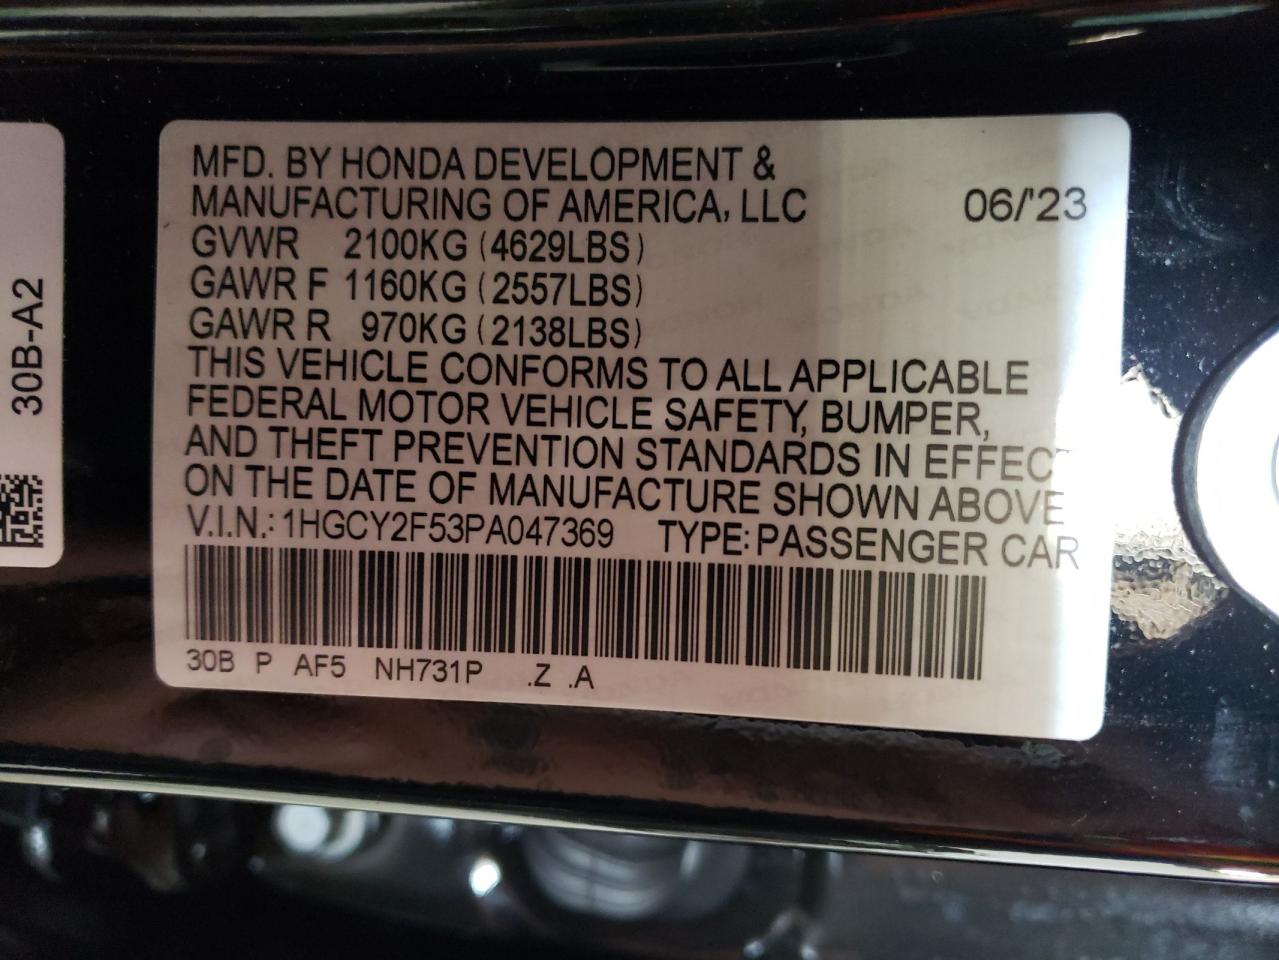 MFD. BY HONDA DEVELOPMENT &
MANUFACTURING OF AMERICA, LLC 06/'23
GVWR 2100KG (4629LBS)
GAWR F 1160KG (2557LBS)
GAWR R 970KG (2138LBS)
THIS VEHICLE CONFORMS TO ALL APPLICABLE
FEDERAL MOTOR VEHICLE SAFETY, BUMPER,
AND THEFT PREVENTION STANDARDS IN EFFECT
ON THE DATE OF MANUFACTURE SHOWN ABOVE
V.I.N.: 1HGCY2F53PA047369 TYPE: PASSENGER CAR
30B P AF5 NH731P .Z .A
30B-A2